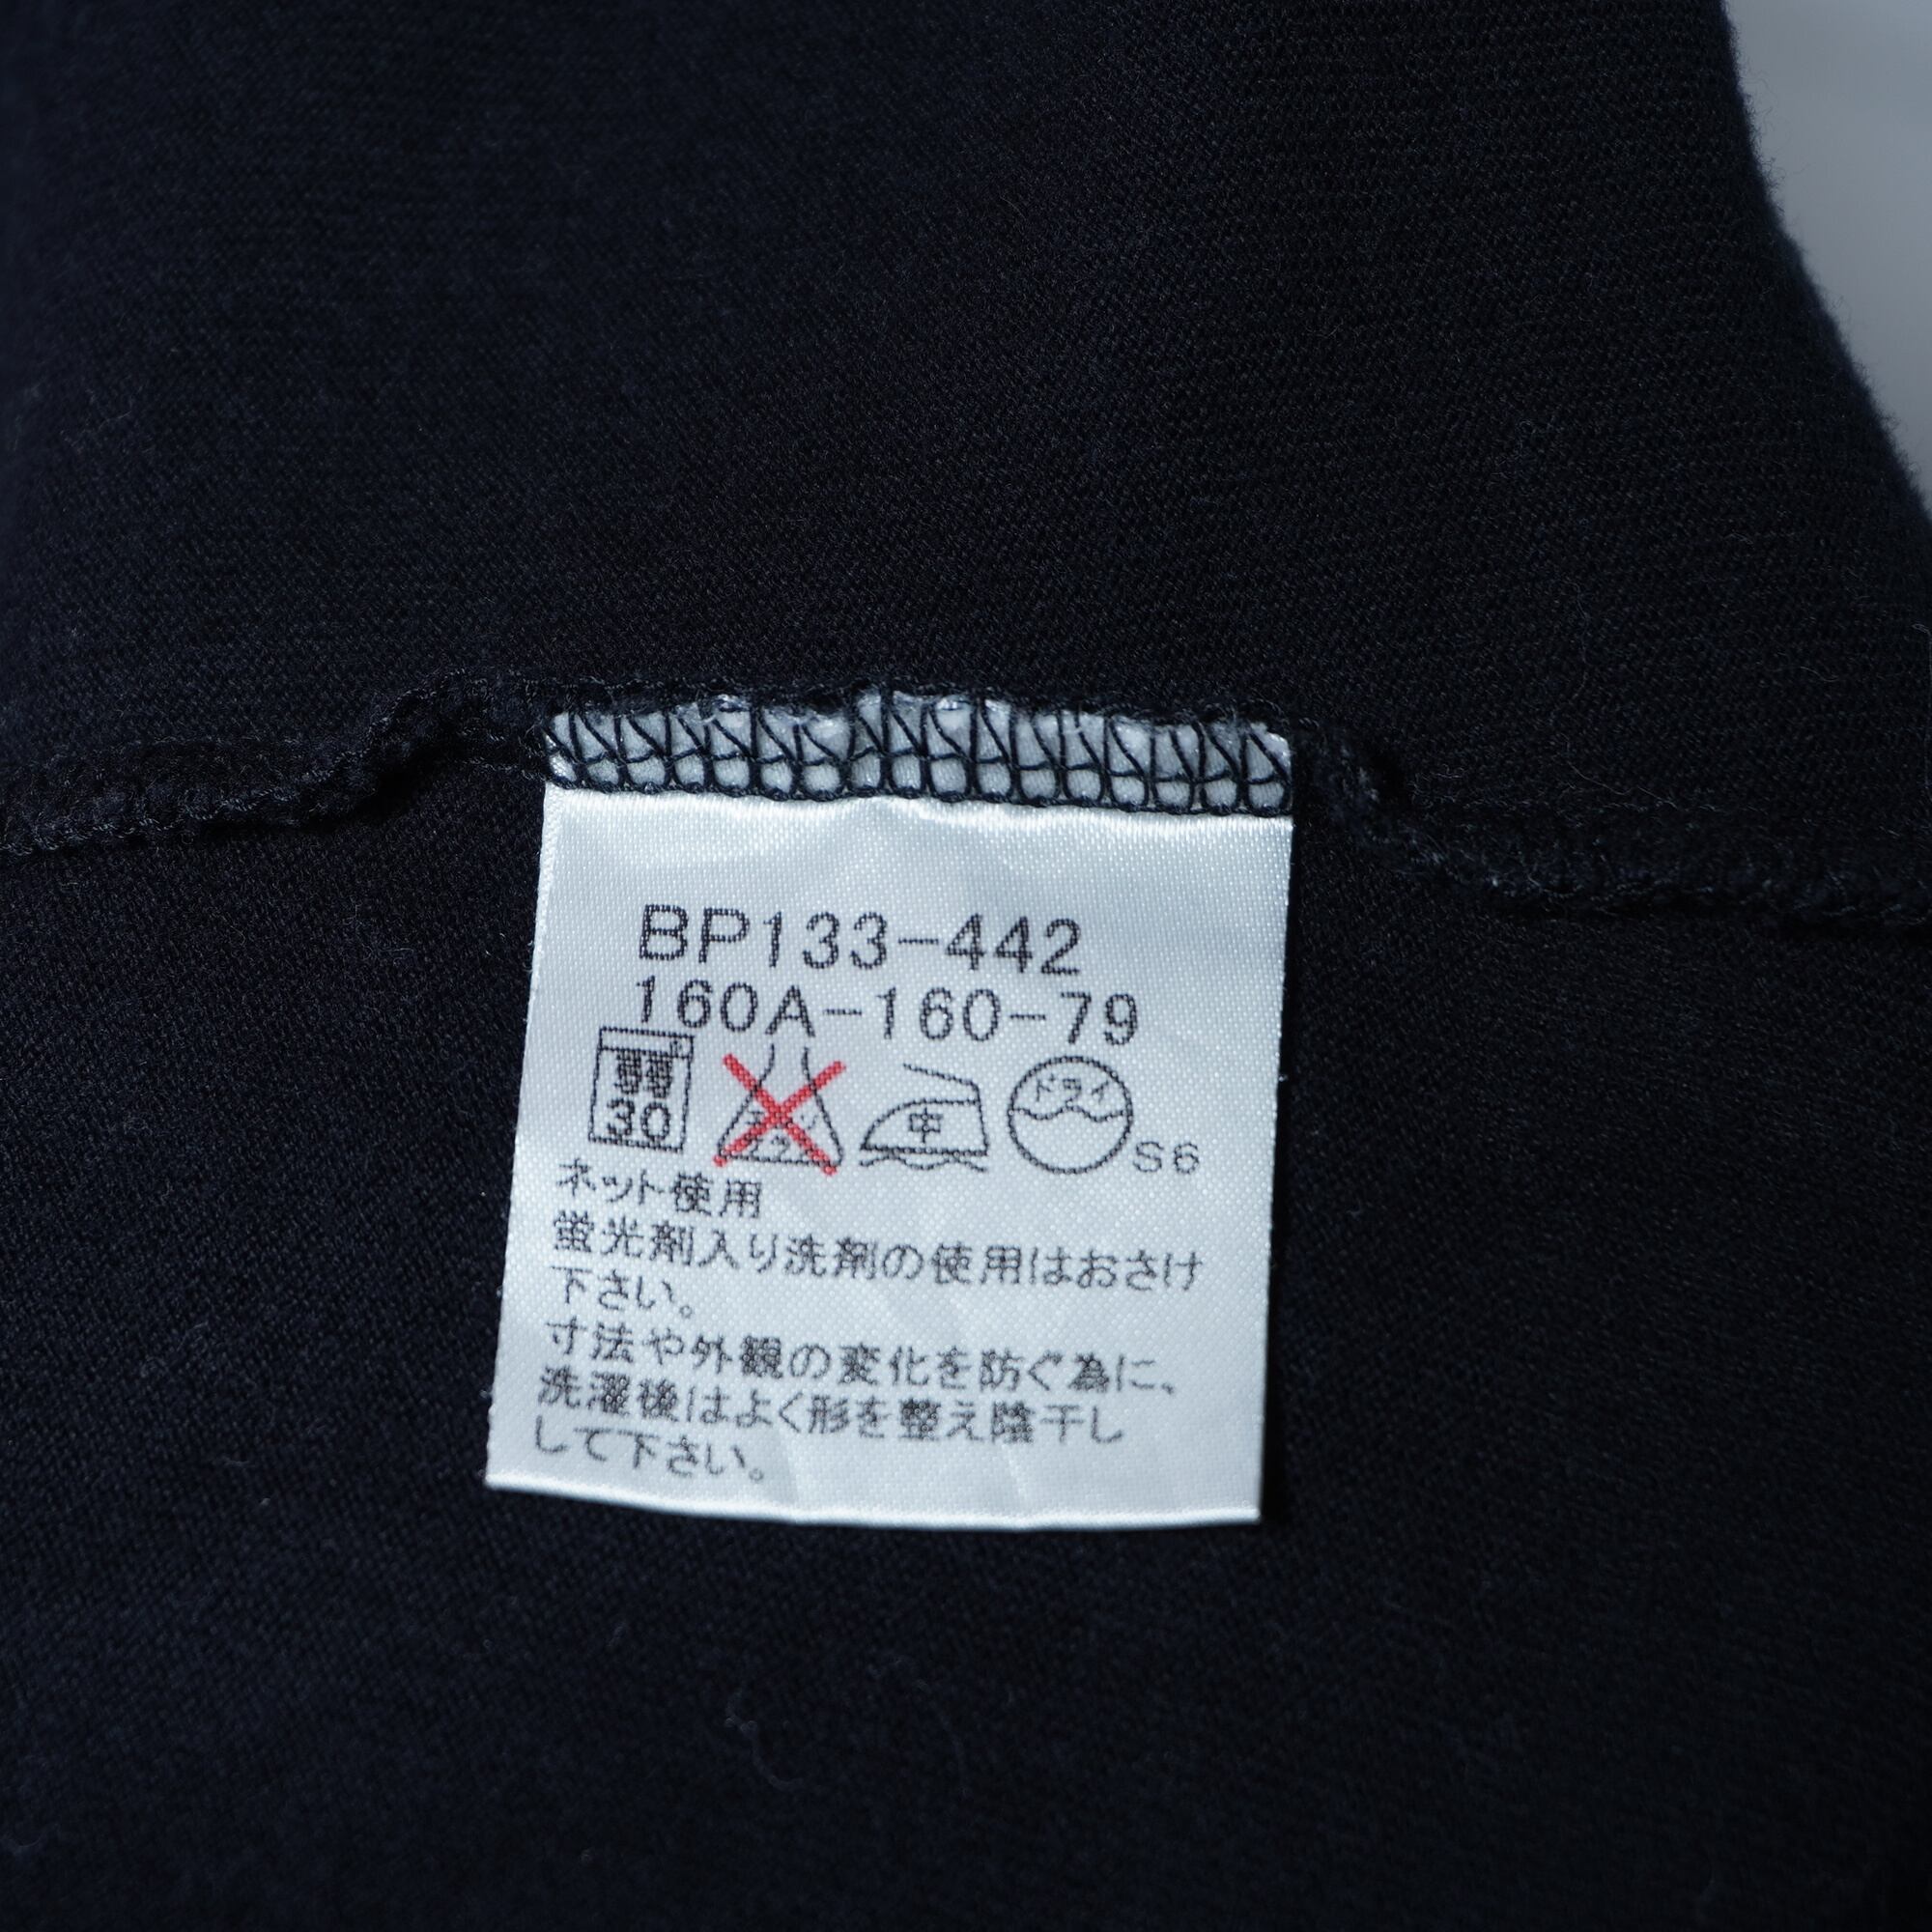 BP133-442
160A-160-79
弱
30
中
ドライ
S6
ネット使用
蛍光剤入り洗剤の使用はおさけ
下さい。
寸法や外観の変化を防ぐ為に、
洗濯後はよく形を整え陰干し
して下さい。